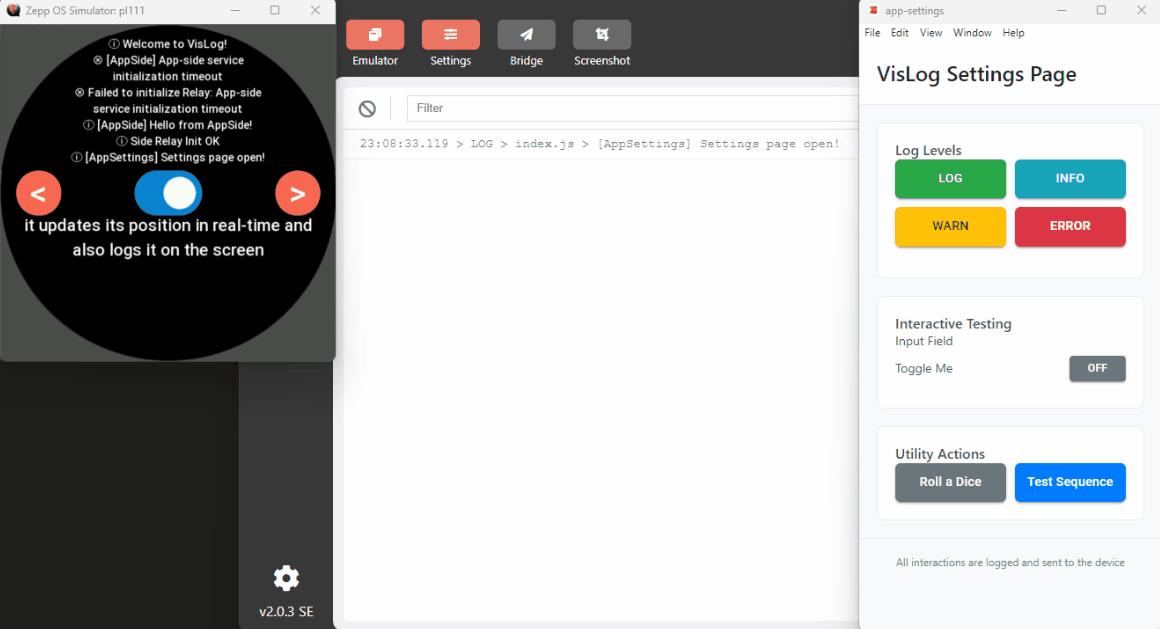 Zepp OS Simulator: pl111
ⓘ Welcome to VisLog!
⊗ [AppSide] App-side service
initialization timeout
⊗ Failed to initialize Relay: App-side
service initialization timeout
ⓘ [AppSide] Hello from AppSide!
ⓘ Side Relay Init OK
ⓘ [AppSettings] Settings page open!
< >
it updates its position in real-time and
also logs it on the screen
v2.0.3 SE
Emulator Settings Bridge Screenshot
Filter
23:08:33.119 > LOG > index.js > [AppSettings] Settings page open!
app-settings
File Edit View Window Help
VisLog Settings Page
Log Levels
LOG INFO
WARN ERROR
Interactive Testing
Input Field
Toggle Me OFF
Utility Actions
Roll a Dice Test Sequence
All interactions are logged and sent to the device